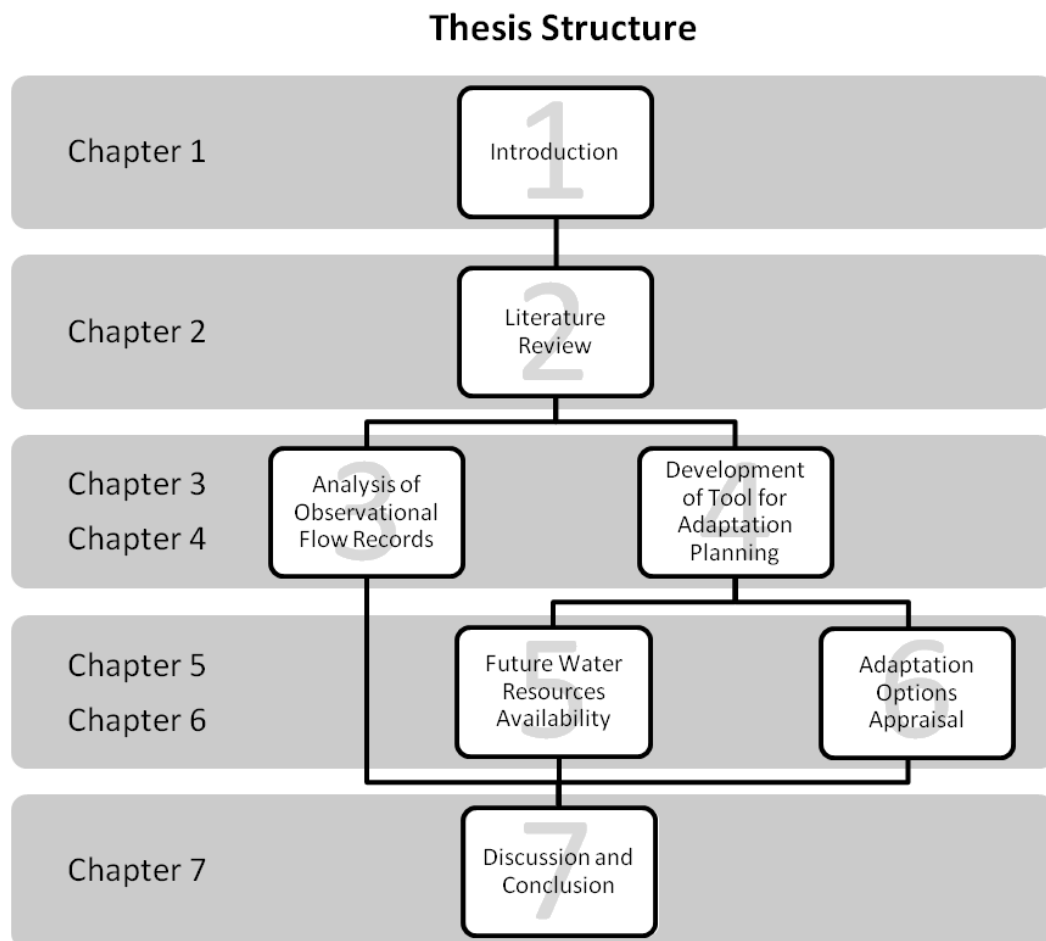 Thesis Structure
Chapter 1
1
Introduction
Chapter 2
2
Literature
Review
Chapter 3
Chapter 4
3
Analysis of
Observational
Flow Records
4
Development
of Tool for
Adaptation
Planning
Chapter 5
Chapter 6
5
Future Water
Resources
Availability
6
Adaptation
Options
Appraisal
Chapter 7
7
Discussion and
Conclusion